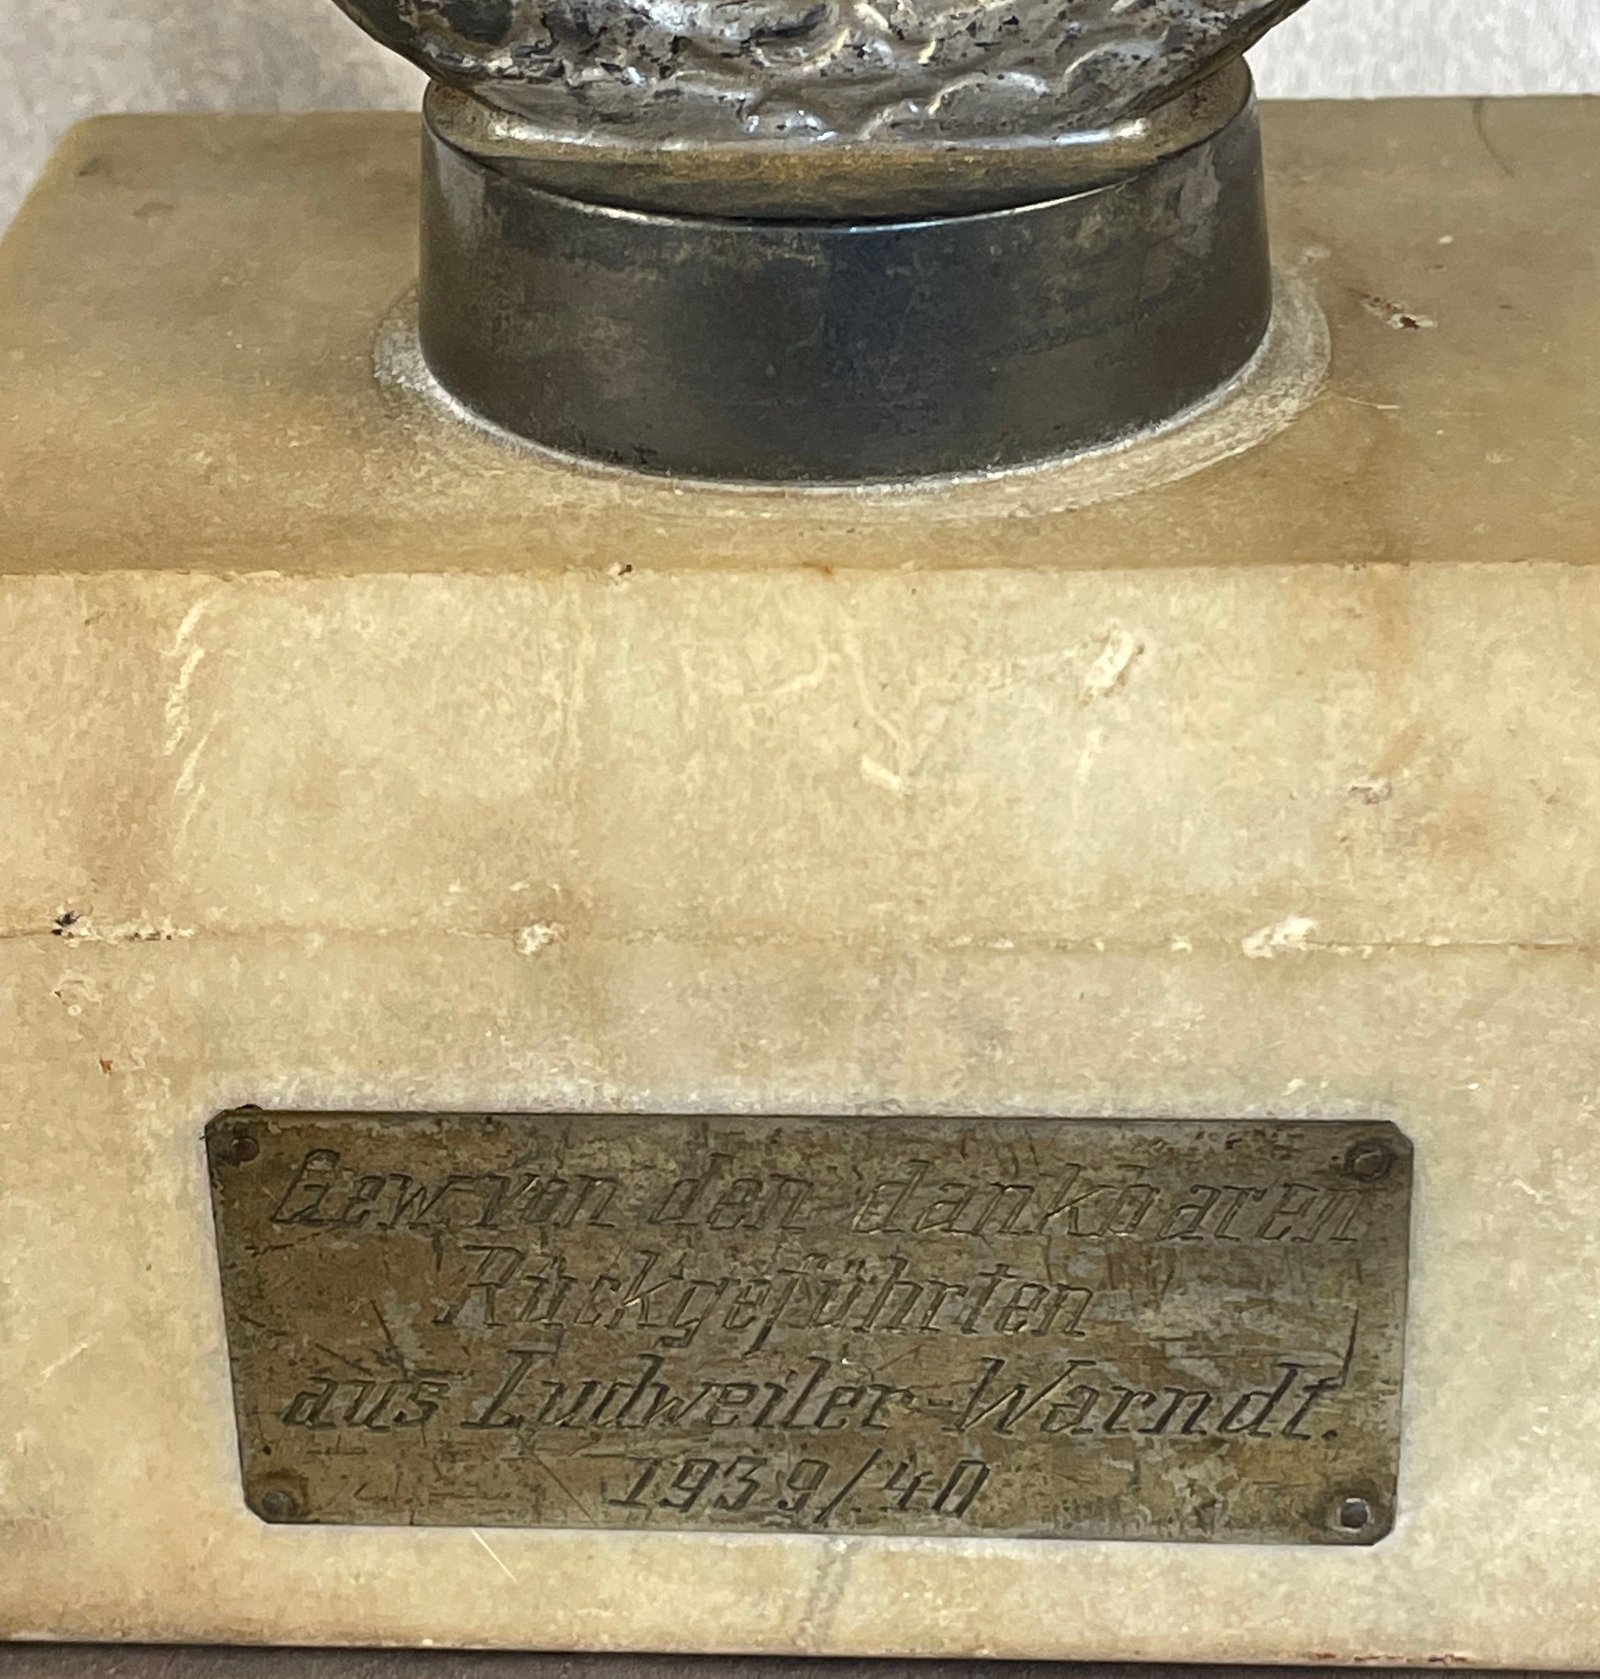 Gew. von den dankbaren
Rückgeführten
aus Ludweiler-Warndt.
1939/40